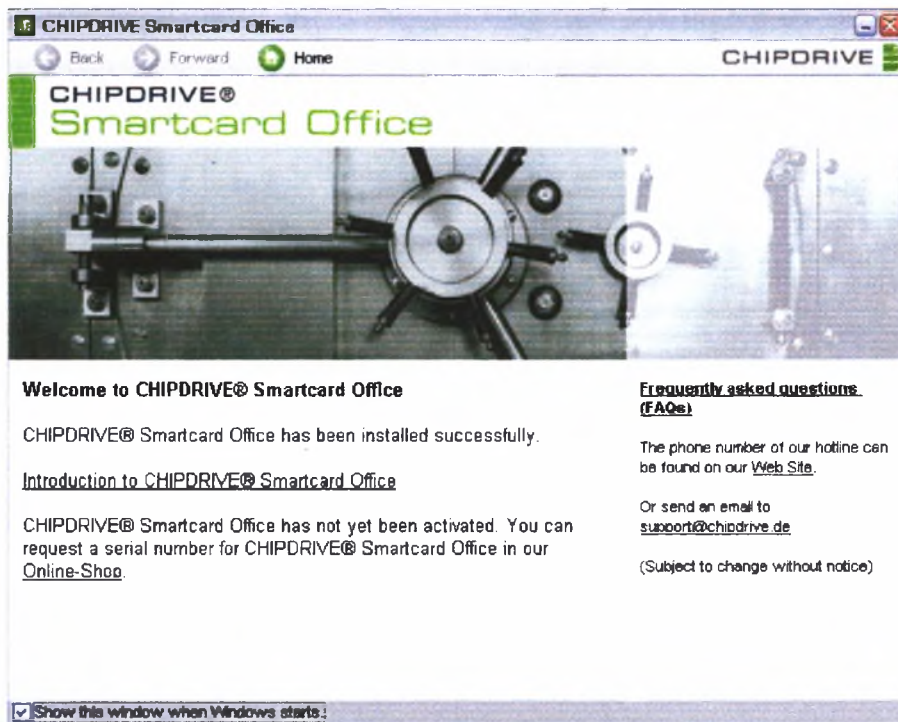 CHIPDRIVE Smartcard Office
Back Forward Home CHIPDRIVE
CHIPDRIVE®
Smartcard Office
Welcome to CHIPDRIVE® Smartcard Office
CHIPDRIVE® Smartcard Office has been installed successfully.
Introduction to CHIPDRIVE® Smartcard Office
CHIPDRIVE® Smartcard Office has not yet been activated. You can
request a serial number for CHIPDRIVE® Smartcard Office in our
Online-Shop.
Frequently asked questions
(FAQs)
The phone number of our hotline can
be found on our Web Site.
Or send an email to
support@chipdrive.de
(Subject to change without notice)
Show this window when Windows starts.